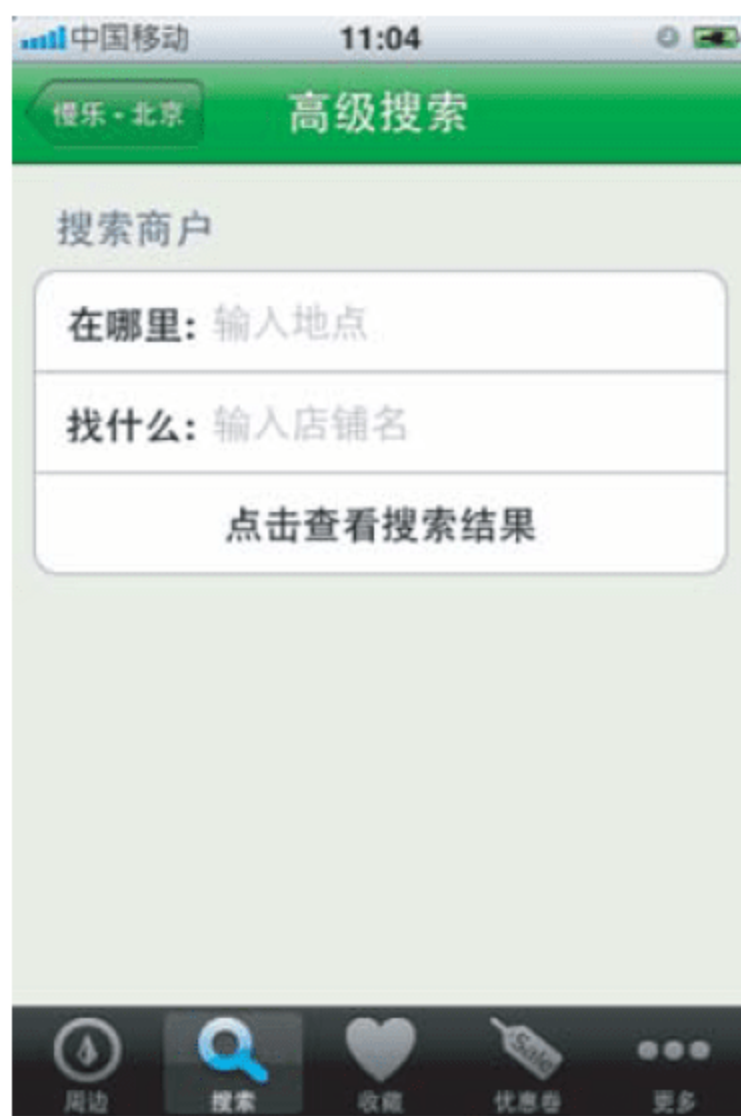 中国移动 11:04
慢乐-北京 高级搜索
搜索商户
在哪里: 输入地点
找什么: 输入店铺名
点击查看搜索结果
Sale
周边 搜索 收藏 优惠卷 更多